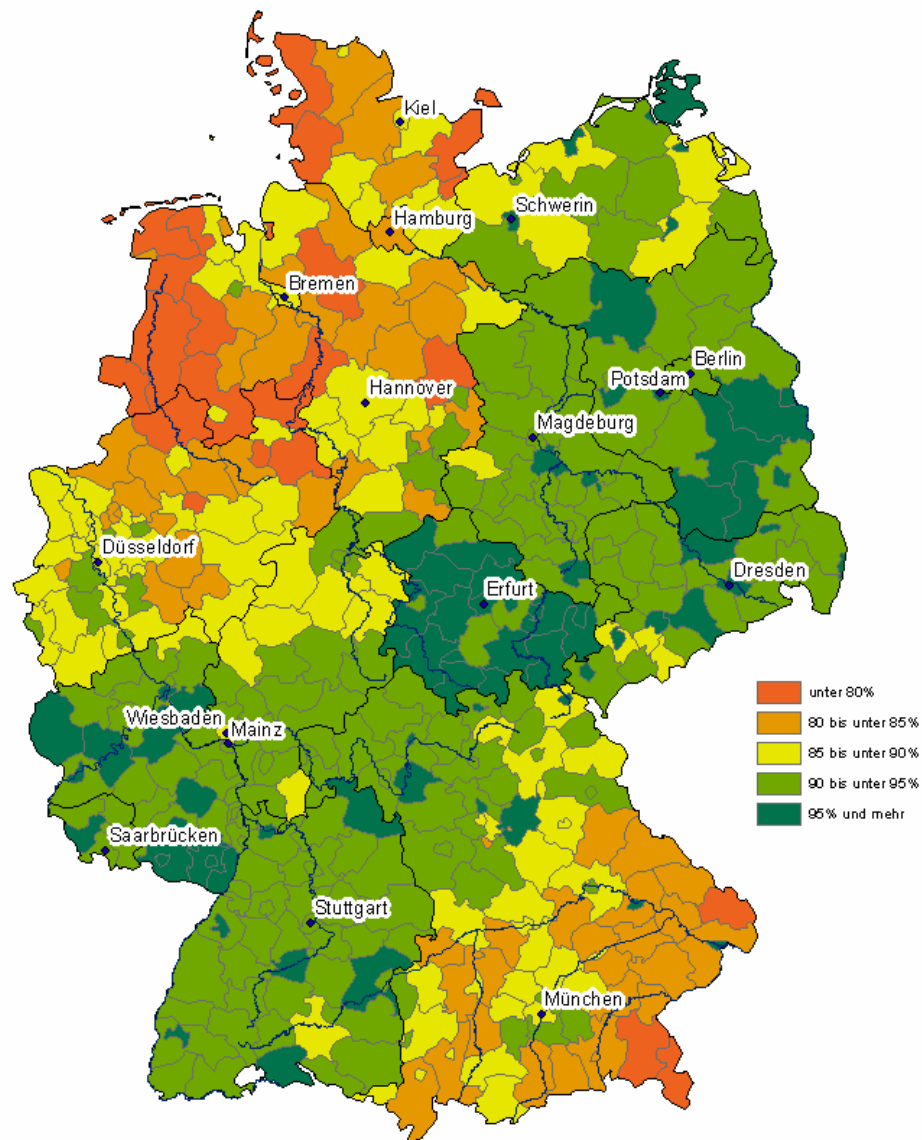 Kiel
Schwerin
Hamburg
Bremen
Berlin
Potsdam
Hannover
Magdeburg
Düsseldorf
Dresden
Erfurt
unter 80%
80 bis unter 85%
85 bis unter 90%
90 bis unter 95%
95% und mehr
Wiesbaden
Mainz
Saarbrücken
Stuttgart
München